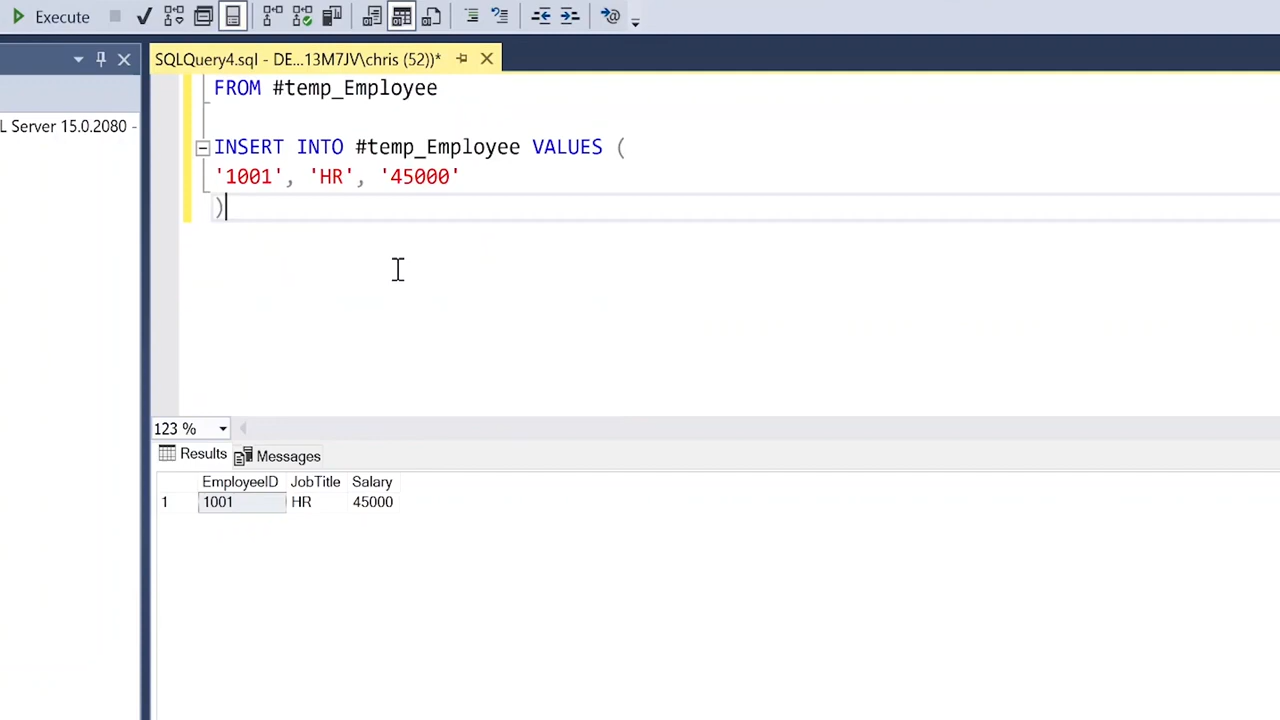 Execute
SQLQuery4.sql - DE...13M7JV\chris (52))*
L Server 15.0.2080 -
FROM #temp_Employee
INSERT INTO #temp_Employee VALUES (
'1001', 'HR', '45000'
)
123 %
Results Messages
EmployeeID JobTitle Salary
1 1001 HR 45000